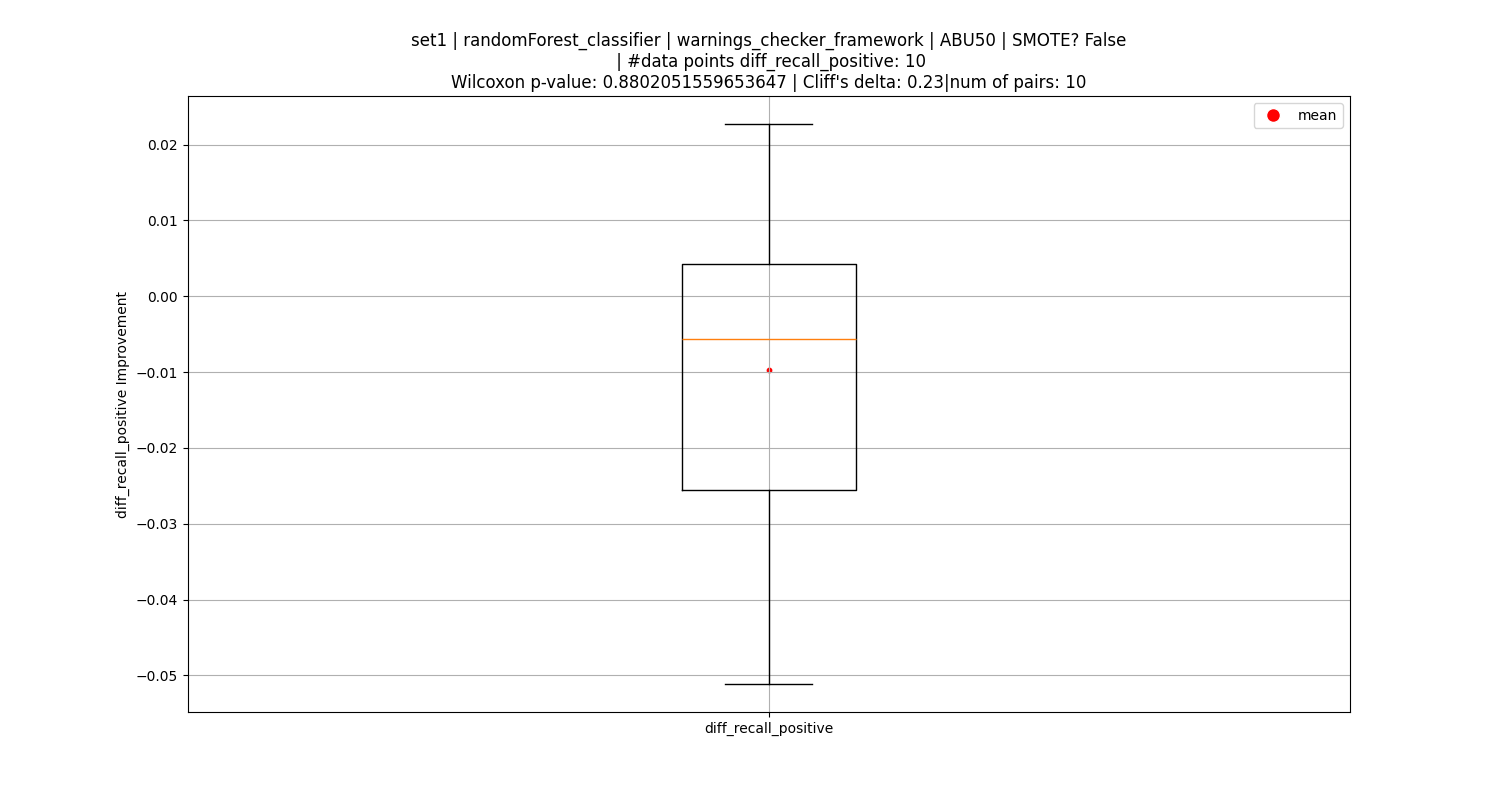 set1 | randomForest_classifier | warnings_checker_framework | ABU50 | SMOTE? False
| #data points diff_recall_positive: 10
Wilcoxon p-value: 0.8802051559653647 | Cliff's delta: 0.23|num of pairs: 10
mean
0.02
0.01
0.00
−0.01
−0.02
−0.03
−0.04
−0.05
diff_recall_positive Improvement
diff_recall_positive